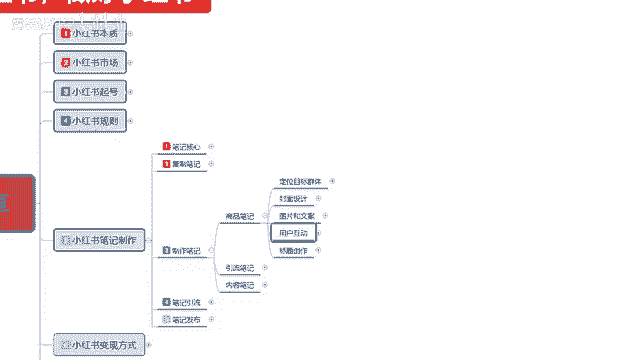 1 小红书本质
2 小红书市场
3 小红书起号
4 小红书规则
小红书笔记制作
1 笔记核心
2 复制笔记
3 制作笔记
商品笔记
定位目标群体
封面设计
图片和文案
用户互动
标题创作
引流笔记
内容笔记
4 笔记引流
笔记发布
小红书变现方式